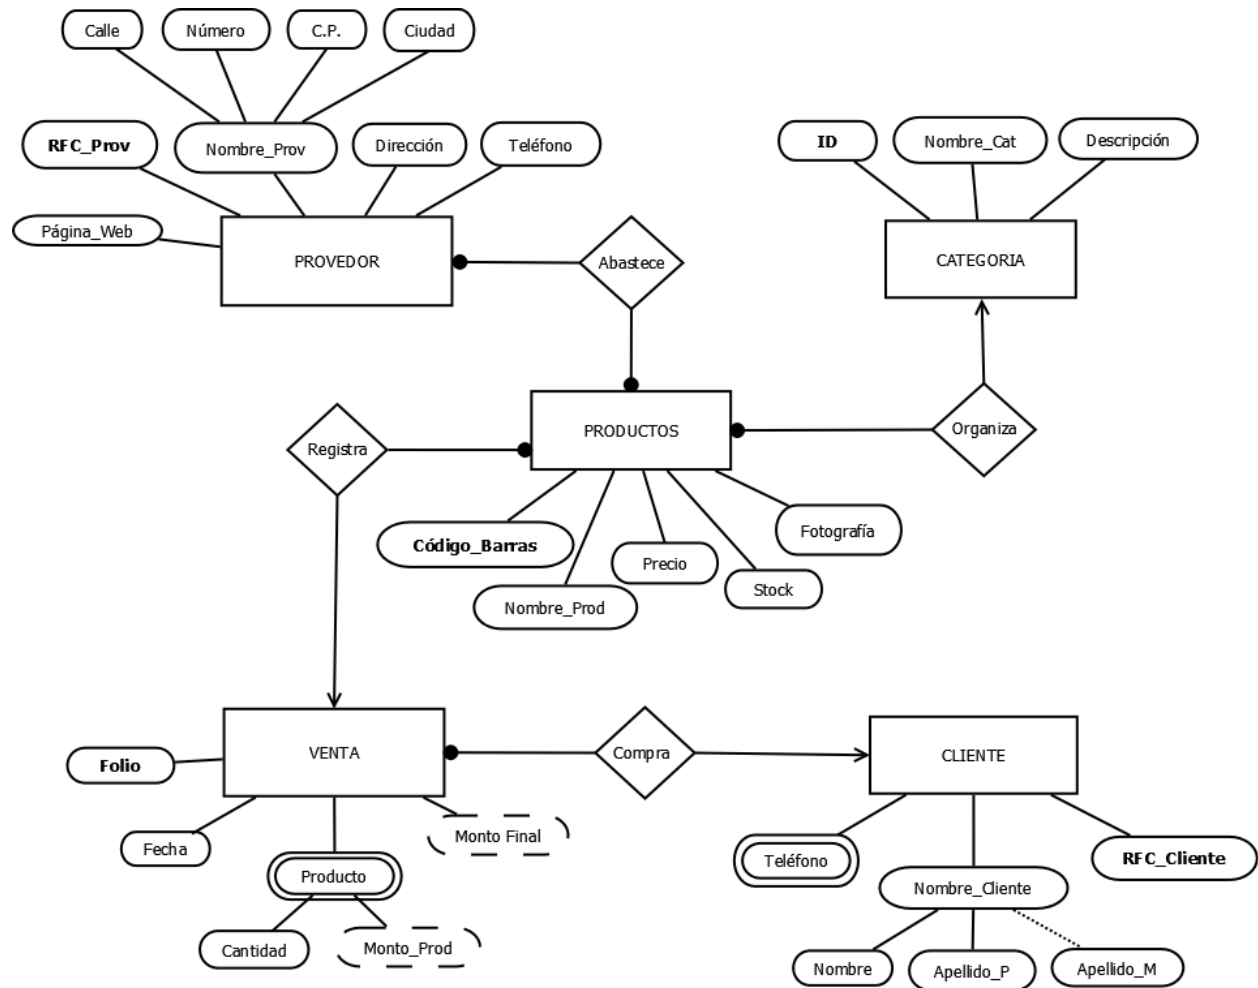 Calle
Número
C.P.
Ciudad
RFC_Prov
Nombre_Prov
Dirección
Teléfono
ID
Nombre_Cat
Descripción
Página_Web
PROVEDOR
Abastece
CATEGORIA
Registra
PRODUCTOS
Organiza
Código_Barras
Nombre_Prod
Precio
Stock
Fotografía
Folio
VENTA
Compra
CLIENTE
Fecha
Producto
Monto Final
Cantidad
Monto_Prod
Teléfono
Nombre_Cliente
RFC_Cliente
Nombre
Apellido_P
Apellido_M